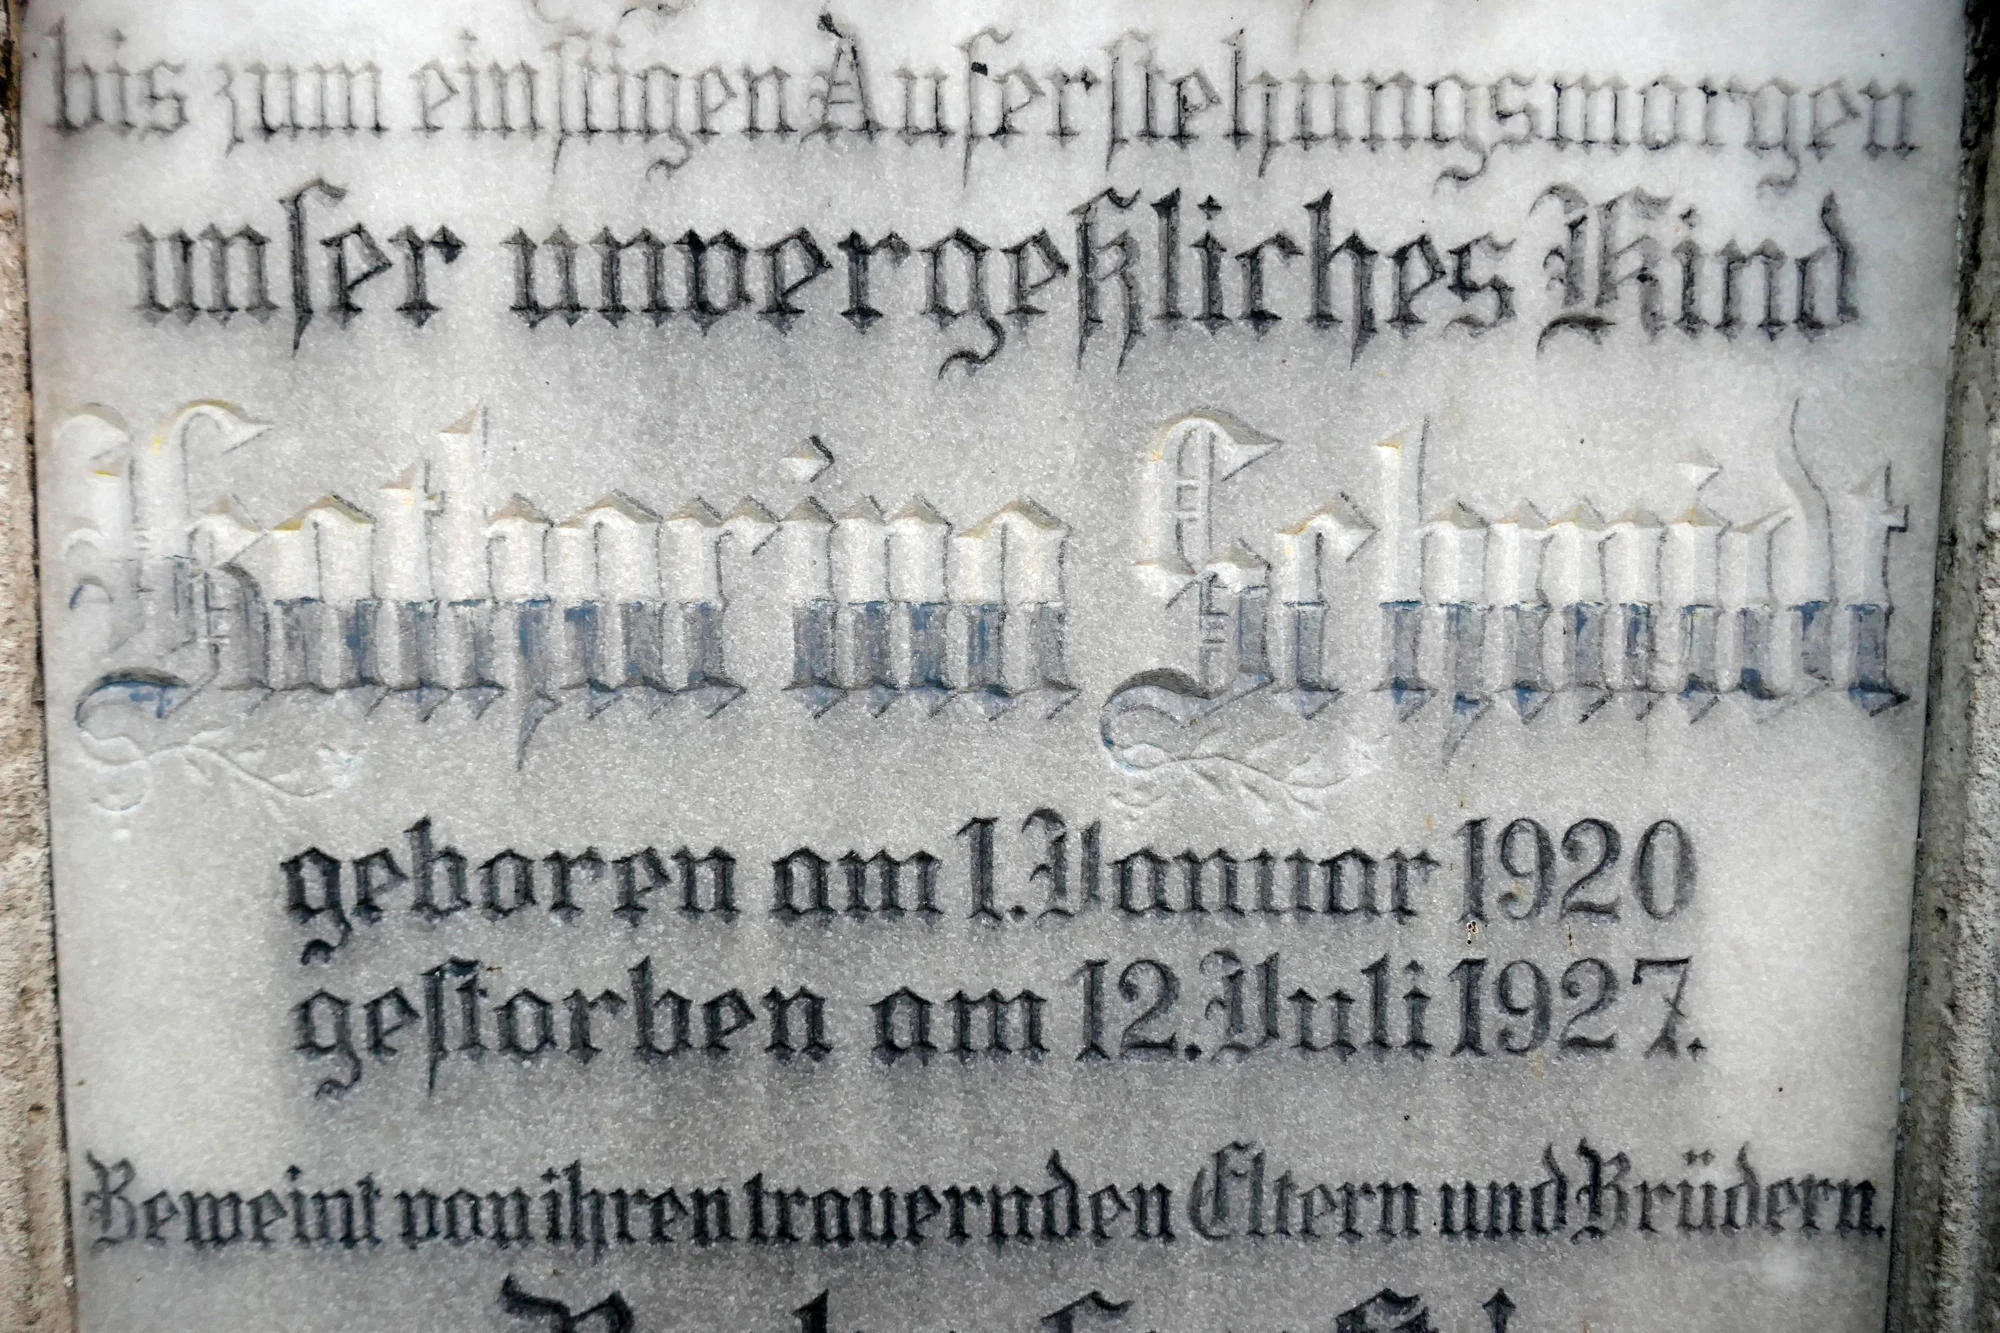 bis zum einstigen Auferstehungsmorgen
unser unvergeßliches Kind
Katharina Schmidt
geboren am 1. Januar 1920
gestorben am 12. Juli 1927.
Beweint von ihren trauernden Eltern und Brüdern.